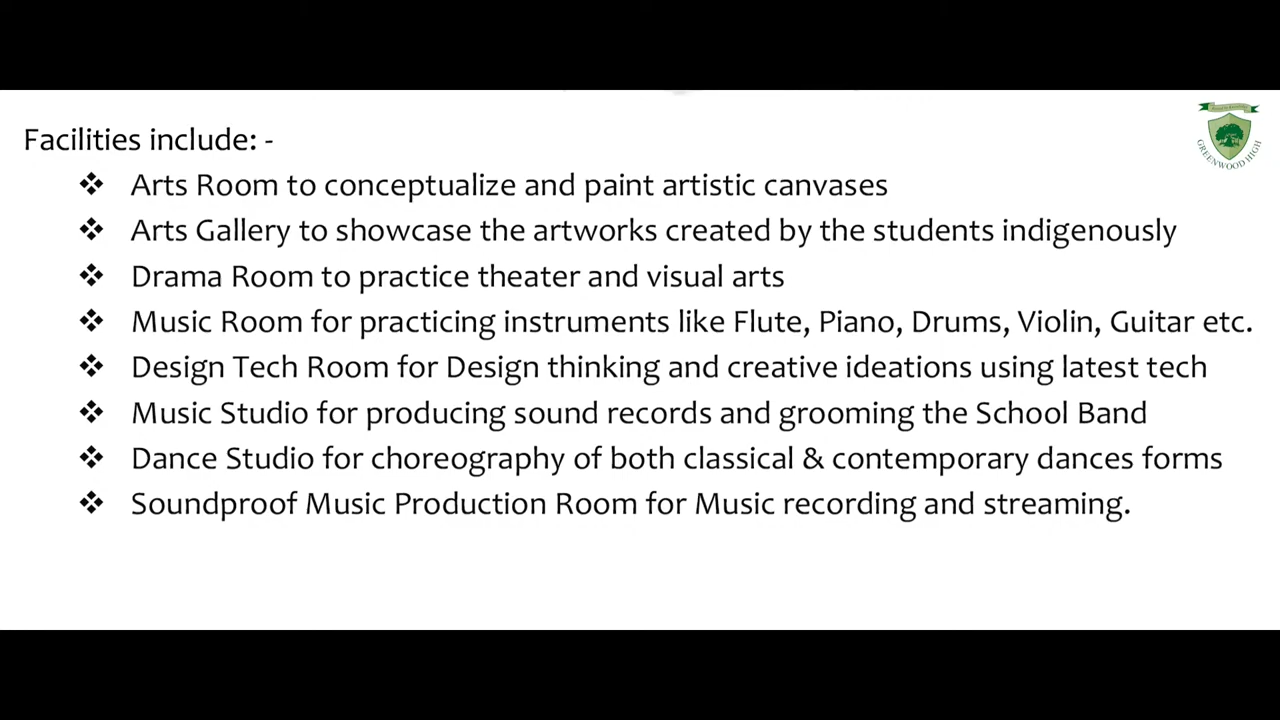 Facilities include: -
❖ Arts Room to conceptualize and paint artistic canvases
❖ Arts Gallery to showcase the artworks created by the students indigenously
❖ Drama Room to practice theater and visual arts
❖ Music Room for practicing instruments like Flute, Piano, Drums, Violin, Guitar etc.
❖ Design Tech Room for Design thinking and creative ideations using latest tech
❖ Music Studio for producing sound records and grooming the School Band
❖ Dance Studio for choreography of both classical & contemporary dances forms
❖ Soundproof Music Production Room for Music recording and streaming.
GREENWOOD HIGH